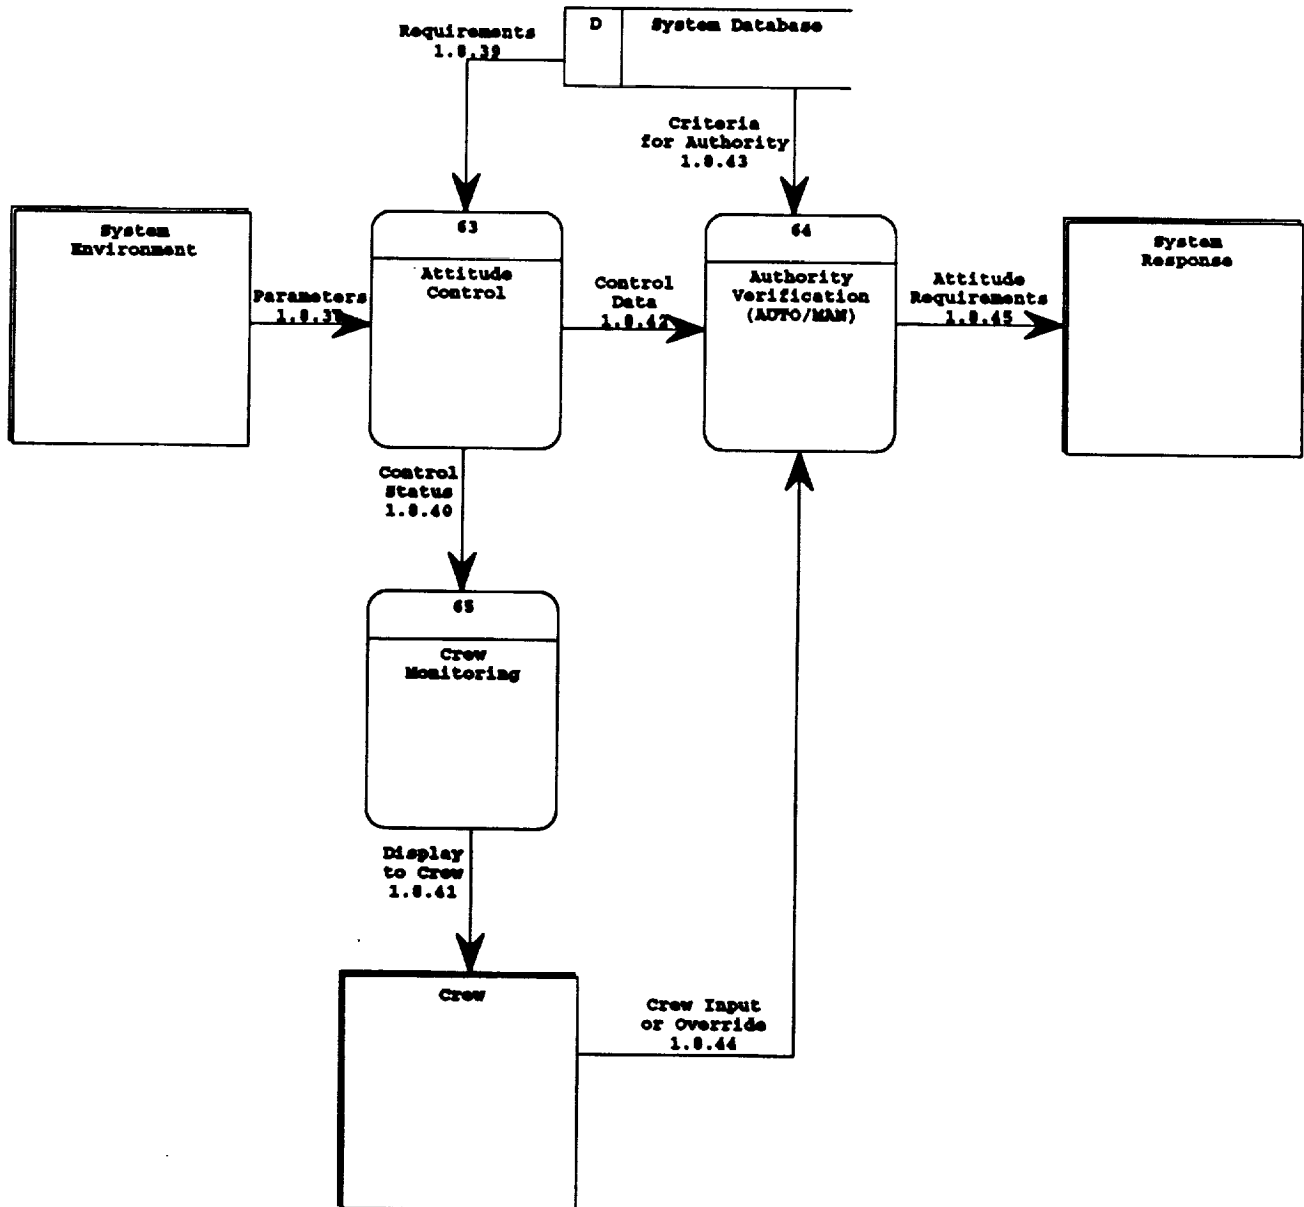 Requirements
1.8.39
D
System Database
Criteria
for Authority
1.8.43
System
Environment
Parameters
1.8.37
63
Attitude
Control
Control
Data
1.8.42
64
Authority
Verification
(AUTO/MAN)
Attitude
Requirements
1.8.45
System
Response
Control
Status
1.8.40
65
Crew
Monitoring
Display
to Crew
1.8.41
Crew
Crew Input
or Override
1.8.44